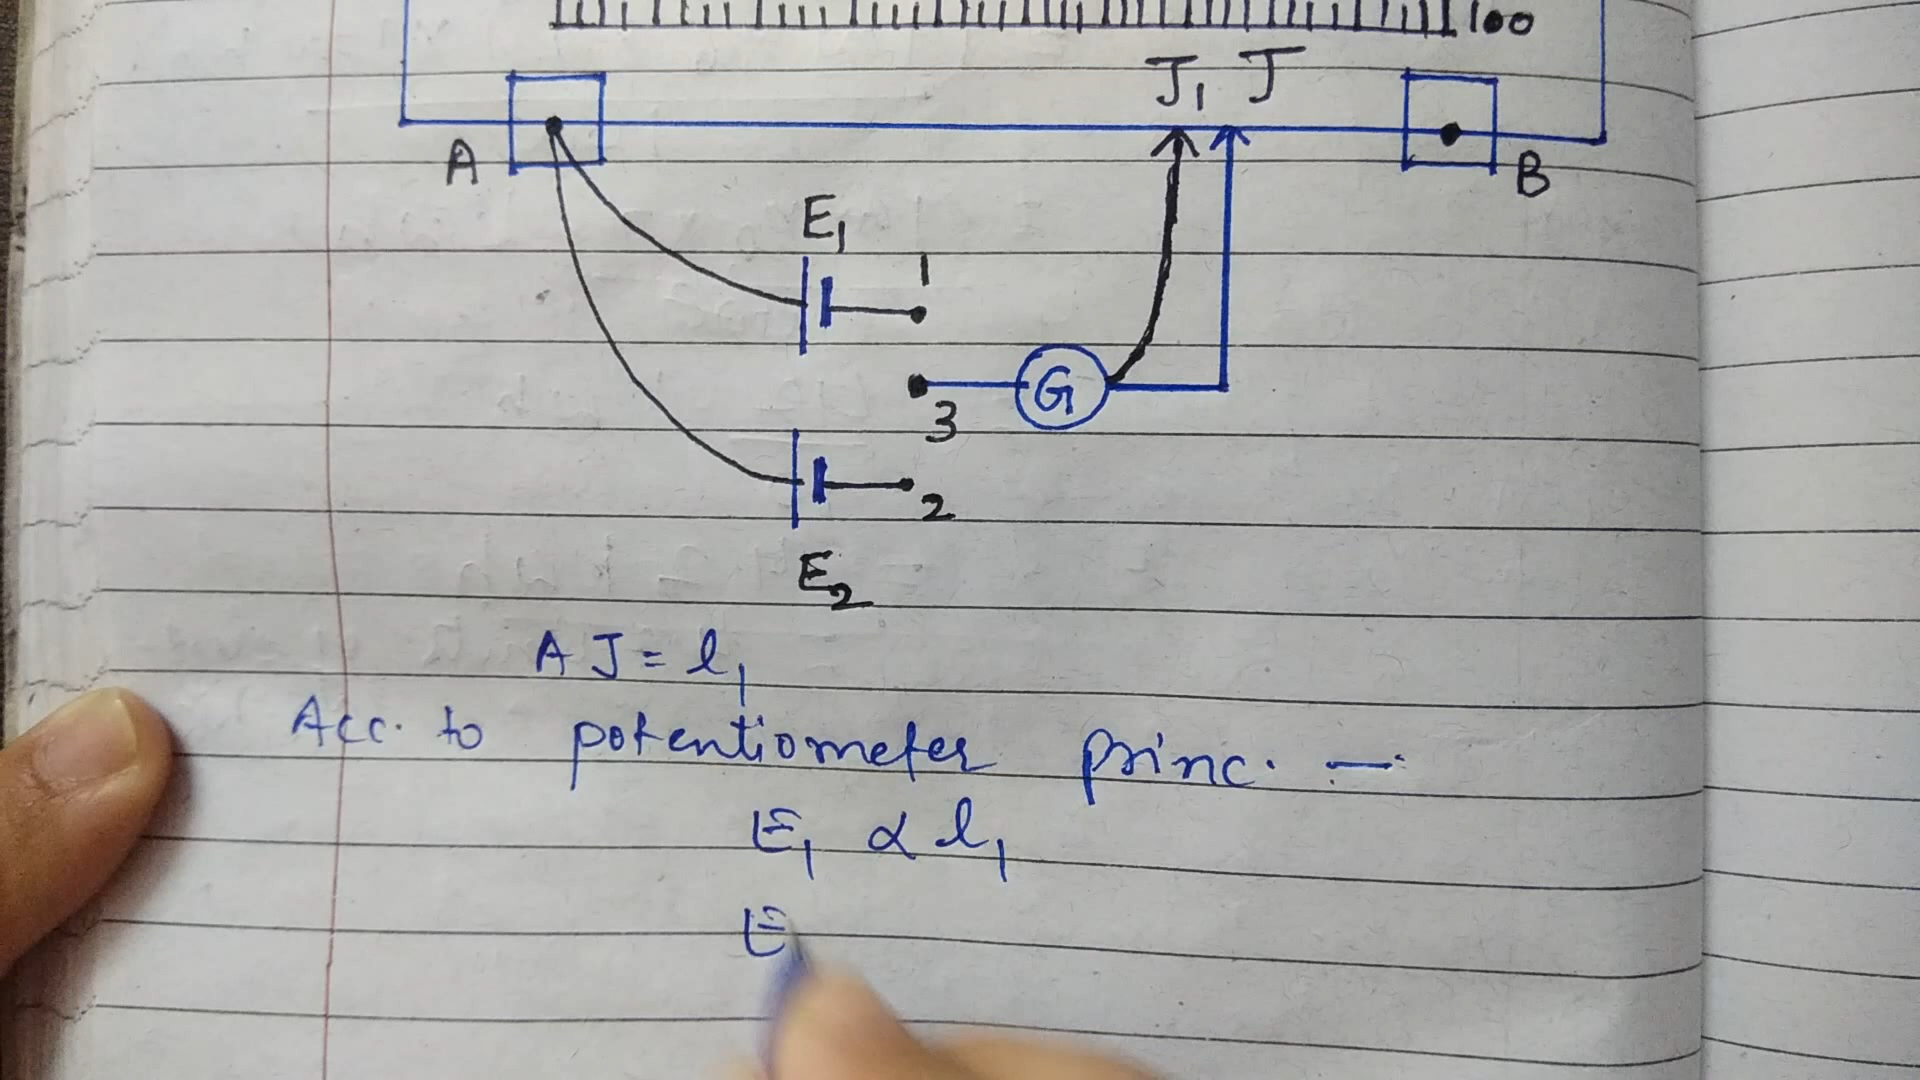 100
J₁ J
A
B
E₁
1
G
3
2
E₂
AJ = l₁
Acc. to potentiometer princ. —
E₁ ∝ l₁
E